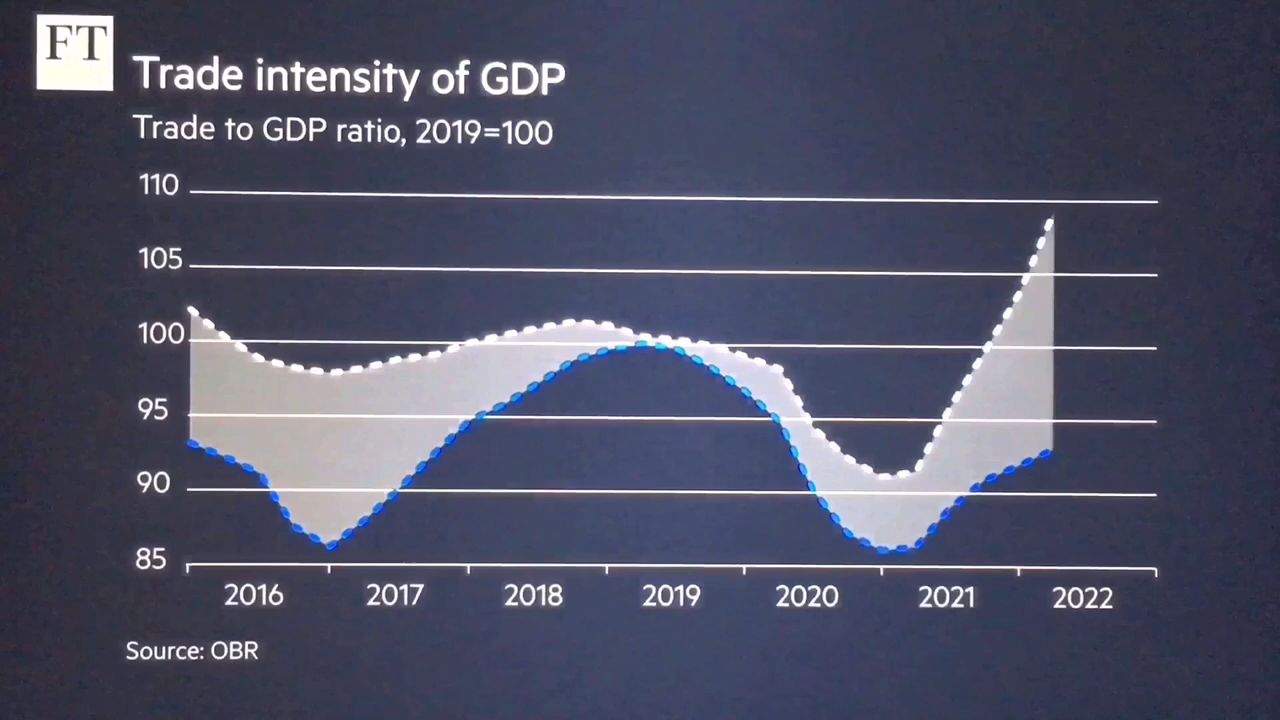 FT
Trade intensity of GDP
Trade to GDP ratio, 2019=100
110
105
100
95
90
85
2016 2017 2018 2019 2020 2021 2022
Source: OBR